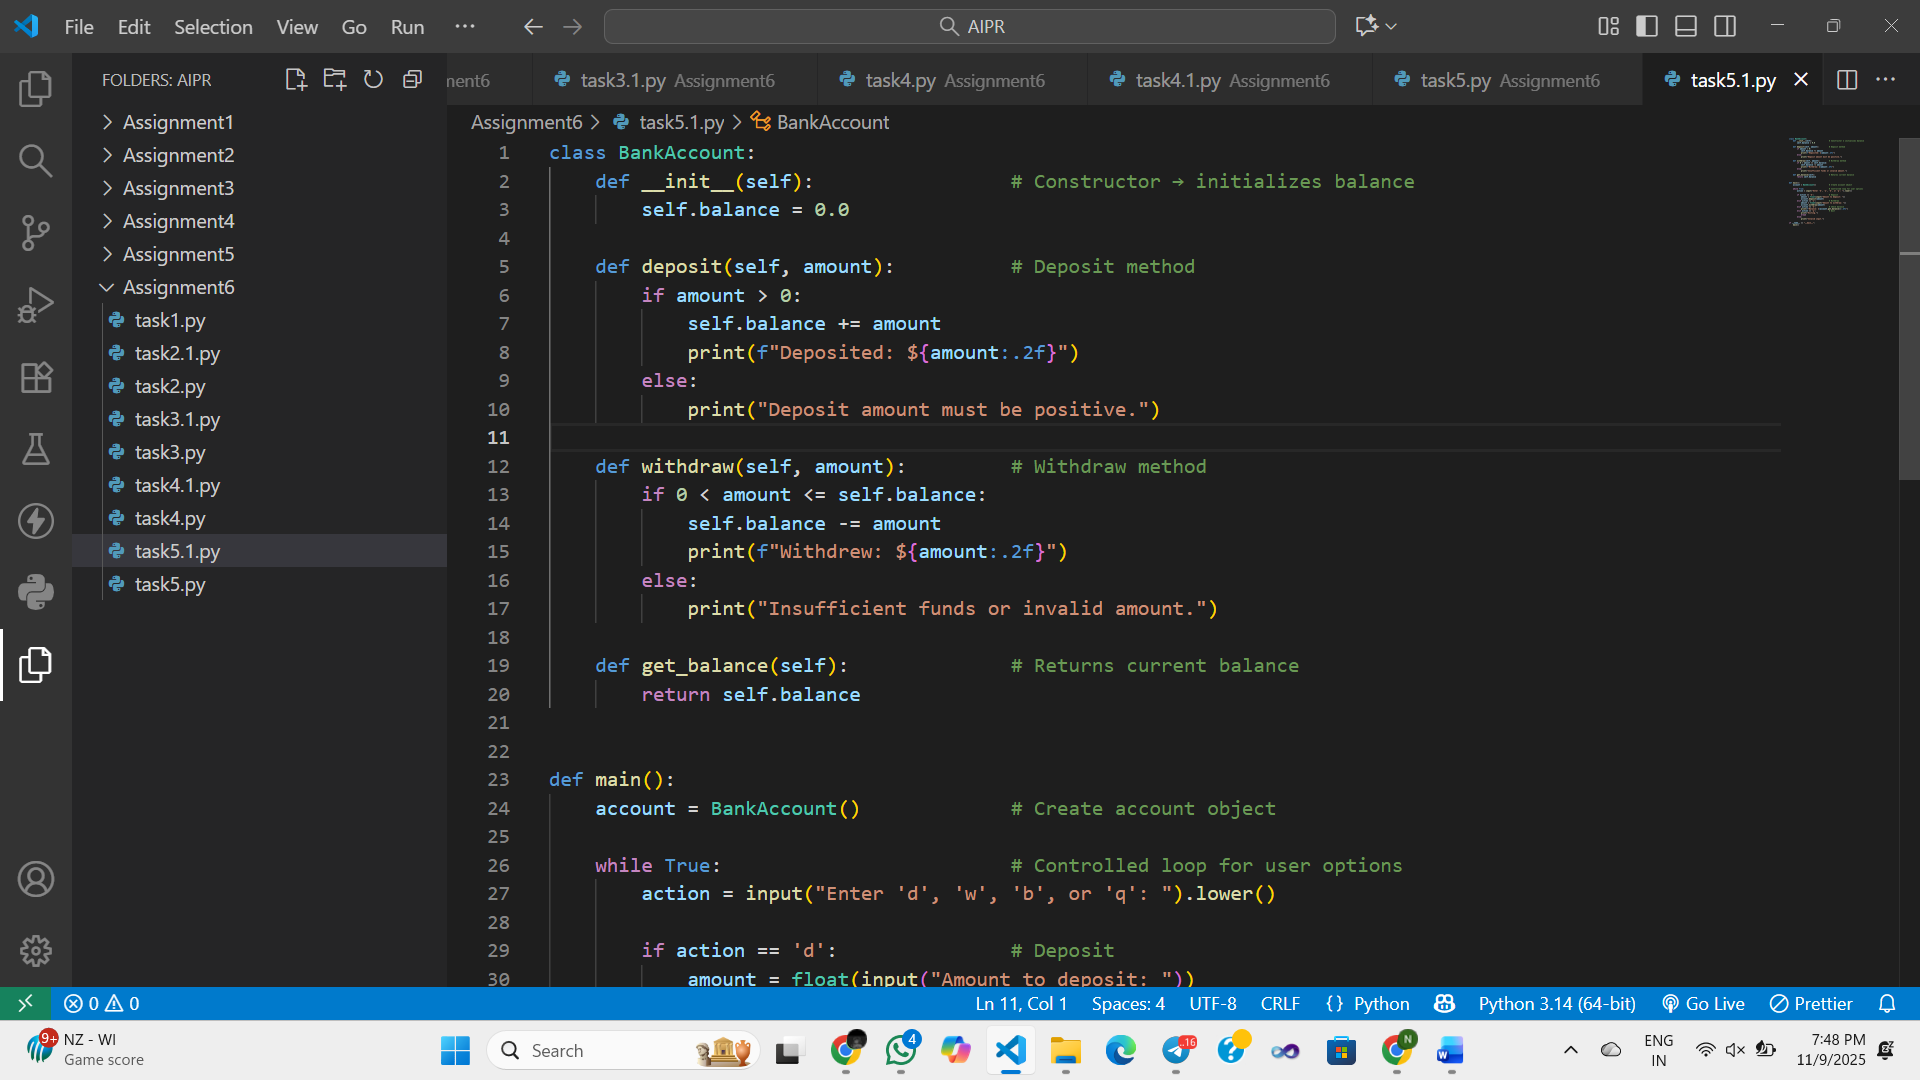 File Edit Selection View Go Run ···
AIPR
FOLDERS: AIPR
Assignment1
Assignment2
Assignment3
Assignment4
Assignment5
Assignment6
task1.py
task2.1.py
task2.py
task3.1.py
task3.py
task4.1.py
task4.py
task5.1.py
task5.py
nent6 task3.1.py Assignment6 task4.py Assignment6 task4.1.py Assignment6 task5.py Assignment6 task5.1.py
Assignment6 > task5.1.py > BankAccount
1 class BankAccount:
2 def __init__(self): # Constructor → initializes balance
3 self.balance = 0.0
4
5 def deposit(self, amount): # Deposit method
6 if amount > 0:
7 self.balance += amount
8 print(f"Deposited: ${amount:.2f}")
9 else:
10 print("Deposit amount must be positive.")
11
12 def withdraw(self, amount): # Withdraw method
13 if 0 < amount <= self.balance:
14 self.balance -= amount
15 print(f"Withdrew: ${amount:.2f}")
16 else:
17 print("Insufficient funds or invalid amount.")
18
19 def get_balance(self): # Returns current balance
20 return self.balance
21
22
23 def main():
24 account = BankAccount() # Create account object
25
26 while True: # Controlled loop for user options
27 action = input("Enter 'd', 'w', 'b', or 'q': ").lower()
28
29 if action == 'd': # Deposit
30 amount = float(input("Amount to deposit: "))
0 0 Ln 11, Col 1 Spaces: 4 UTF-8 CRLF {} Python Python 3.14 (64-bit) Go Live Prettier
9+ NZ - WI
Game score
Search
4
..16
N
ENG
IN
7:48 PM
11/9/2025